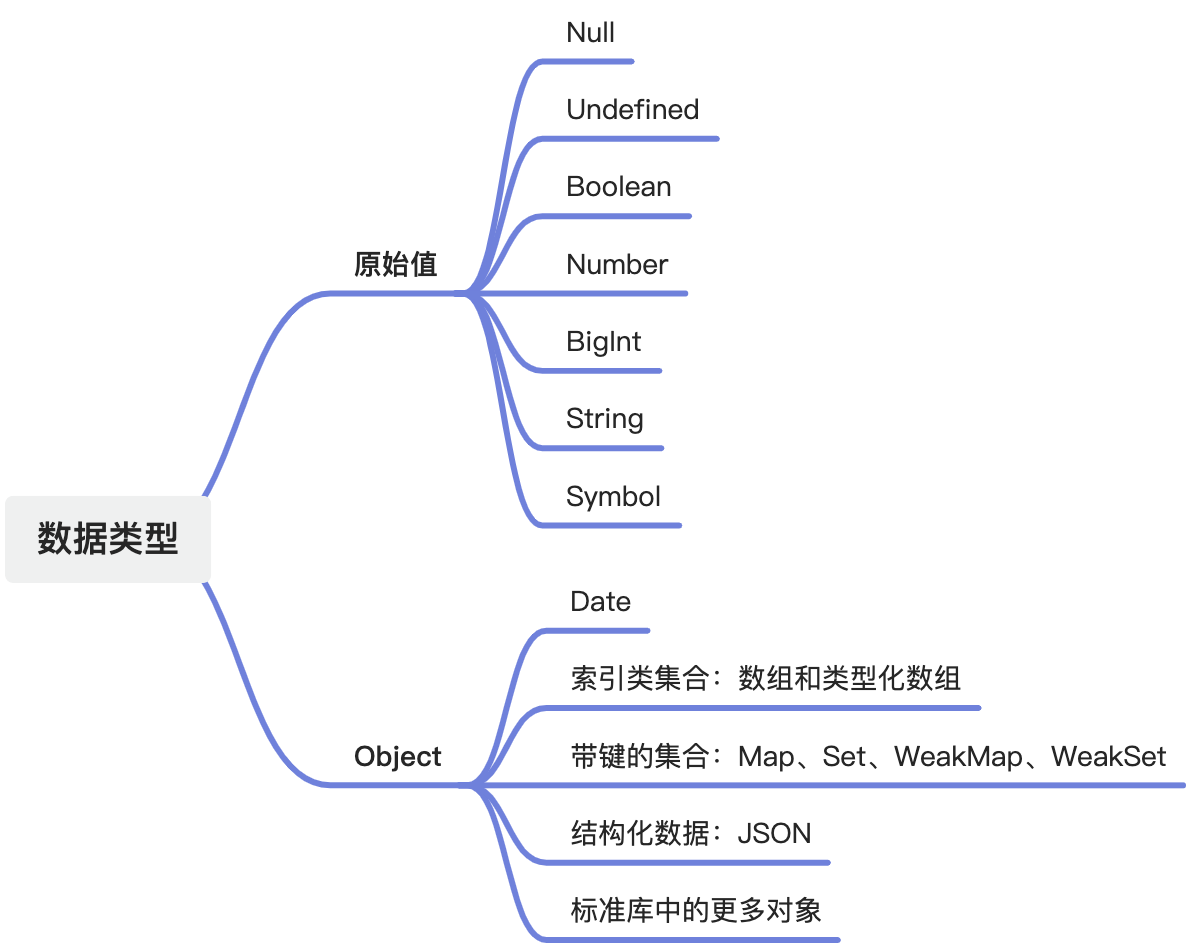 Null
Undefined
Boolean
原始值
Number
BigInt
String
Symbol
数据类型
Date
索引类集合：数组和类型化数组
Object
带键的集合：Map、Set、WeakMap、WeakSet
结构化数据：JSON
标准库中的更多对象